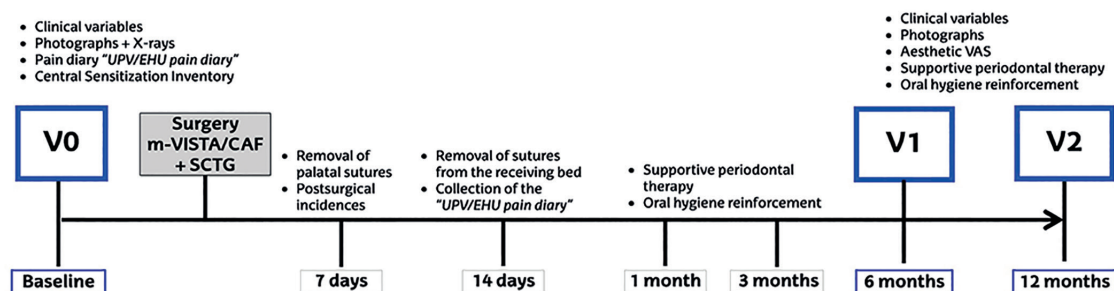 • Clinical variables
• Photographs + X-rays
• Pain diary "UPV/EHU pain diary"
• Central Sensitization Inventory
• Clinical variables
• Photographs
• Aesthetic VAS
• Supportive periodontal therapy
• Oral hygiene reinforcement
V0
Surgery
m-VISTA/CAF
+ SCTG
V1
V2
• Removal of
palatal sutures
• Postsurgical
incidences
• Removal of sutures
from the receiving bed
• Collection of the
"UPV/EHU pain diary"
• Supportive periodontal
therapy
• Oral hygiene reinforcement
Baseline
7 days
14 days
1 month
3 months
6 months
12 months